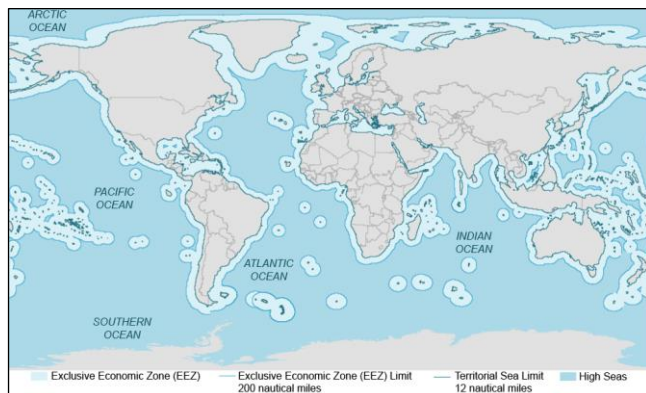 ARCTIC
OCEAN
PACIFIC
OCEAN
ATLANTIC
OCEAN
INDIAN
OCEAN
SOUTHERN
OCEAN
Exclusive Economic Zone (EEZ)
Exclusive Economic Zone (EEZ) Limit
200 nautical miles
Territorial Sea Limit
12 nautical miles
High Seas